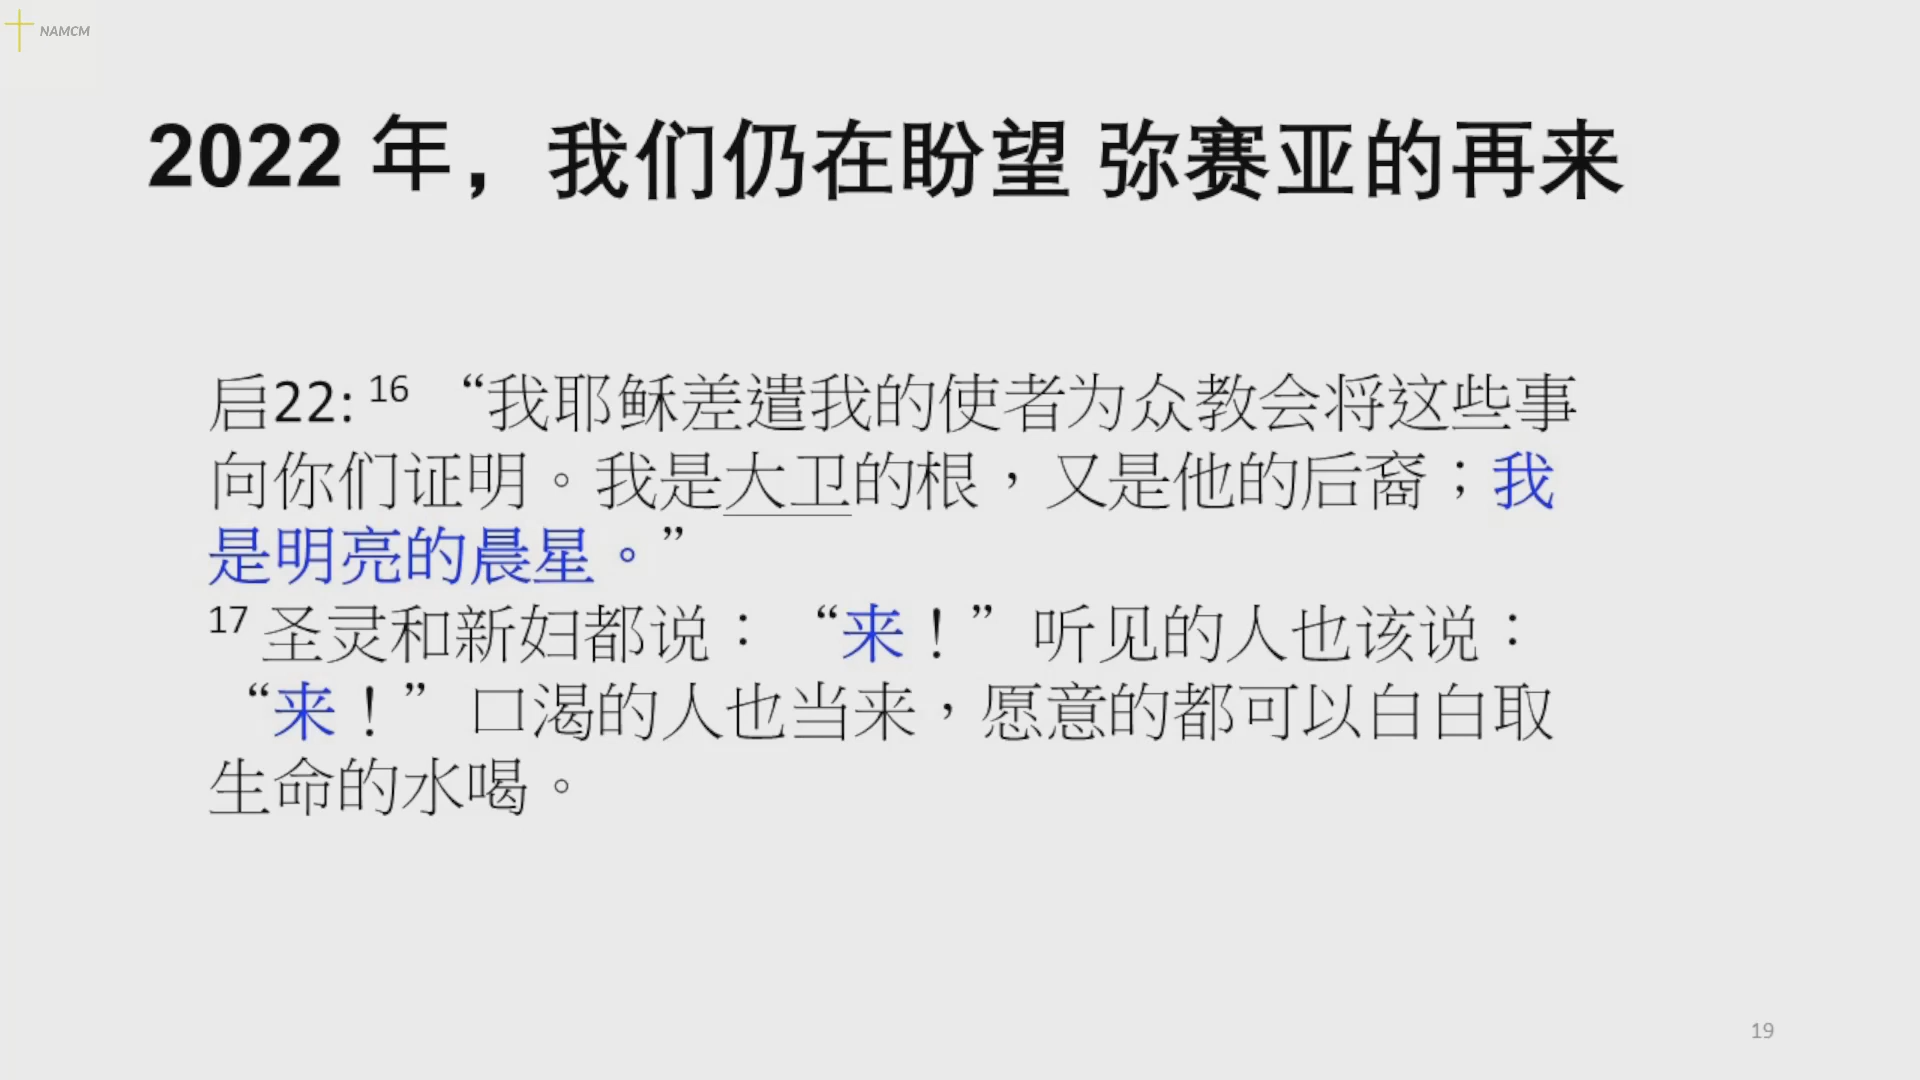 NAMCM
2022 年，我们仍在盼望 弥赛亚的再来
启22: 16 “我耶稣差遣我的使者为众教会将这些事
向你们证明。我是大卫的根，又是他的后裔；我
是明亮的晨星。”
17 圣灵和新妇都说：“来！”听见的人也该说：
“来！” 口渴的人也当来，愿意的都可以白白取
生命的水喝。
19